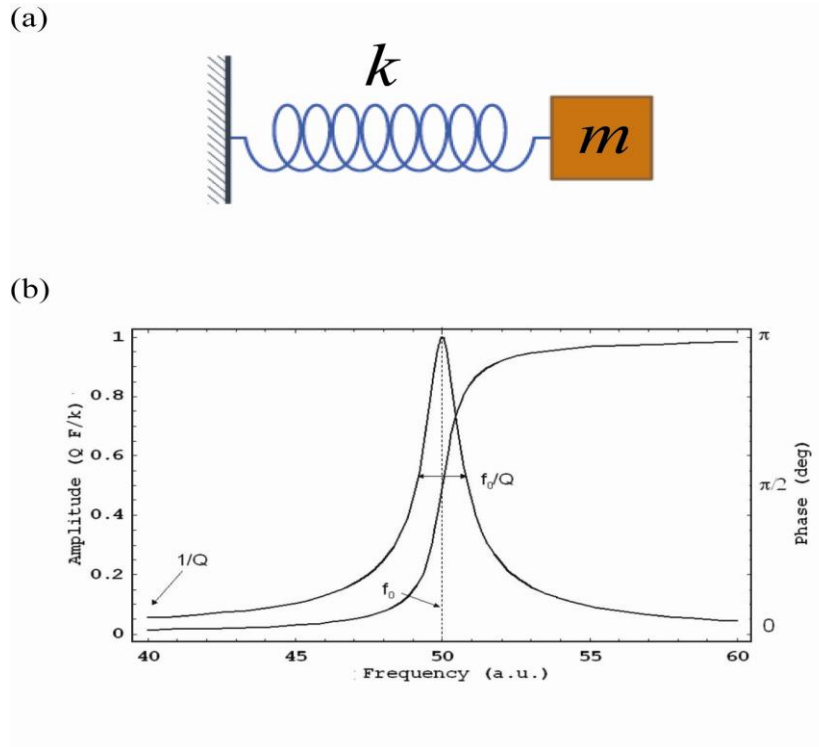 (a)
k
m
(b)
Amplitude (Q F/k)
1
0.8
0.6
0.4
0.2
0
1/Q
f₀/Q
f₀
π
π/2
0
Phase (deg)
40 45 50 55 60
Frequency (a.u.)